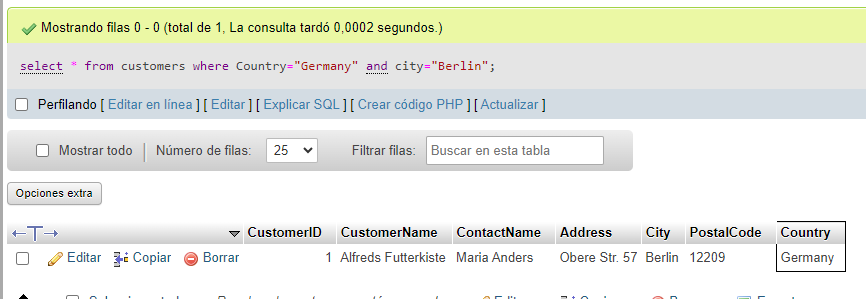 Mostrando filas 0 - 0 (total de 1, La consulta tardó 0,0002 segundos.)
select * from customers where Country="Germany" and city="Berlin";
Perfilando [ Editar en línea ] [ Editar ] [ Explicar SQL ] [ Crear código PHP ] [ Actualizar ]
Mostrar todo Número de filas: 25 Filtrar filas: Buscar en esta tabla
Opciones extra
CustomerID CustomerName ContactName Address City PostalCode Country
Editar Copiar Borrar 1 Alfreds Futterkiste Maria Anders Obere Str. 57 Berlin 12209 Germany